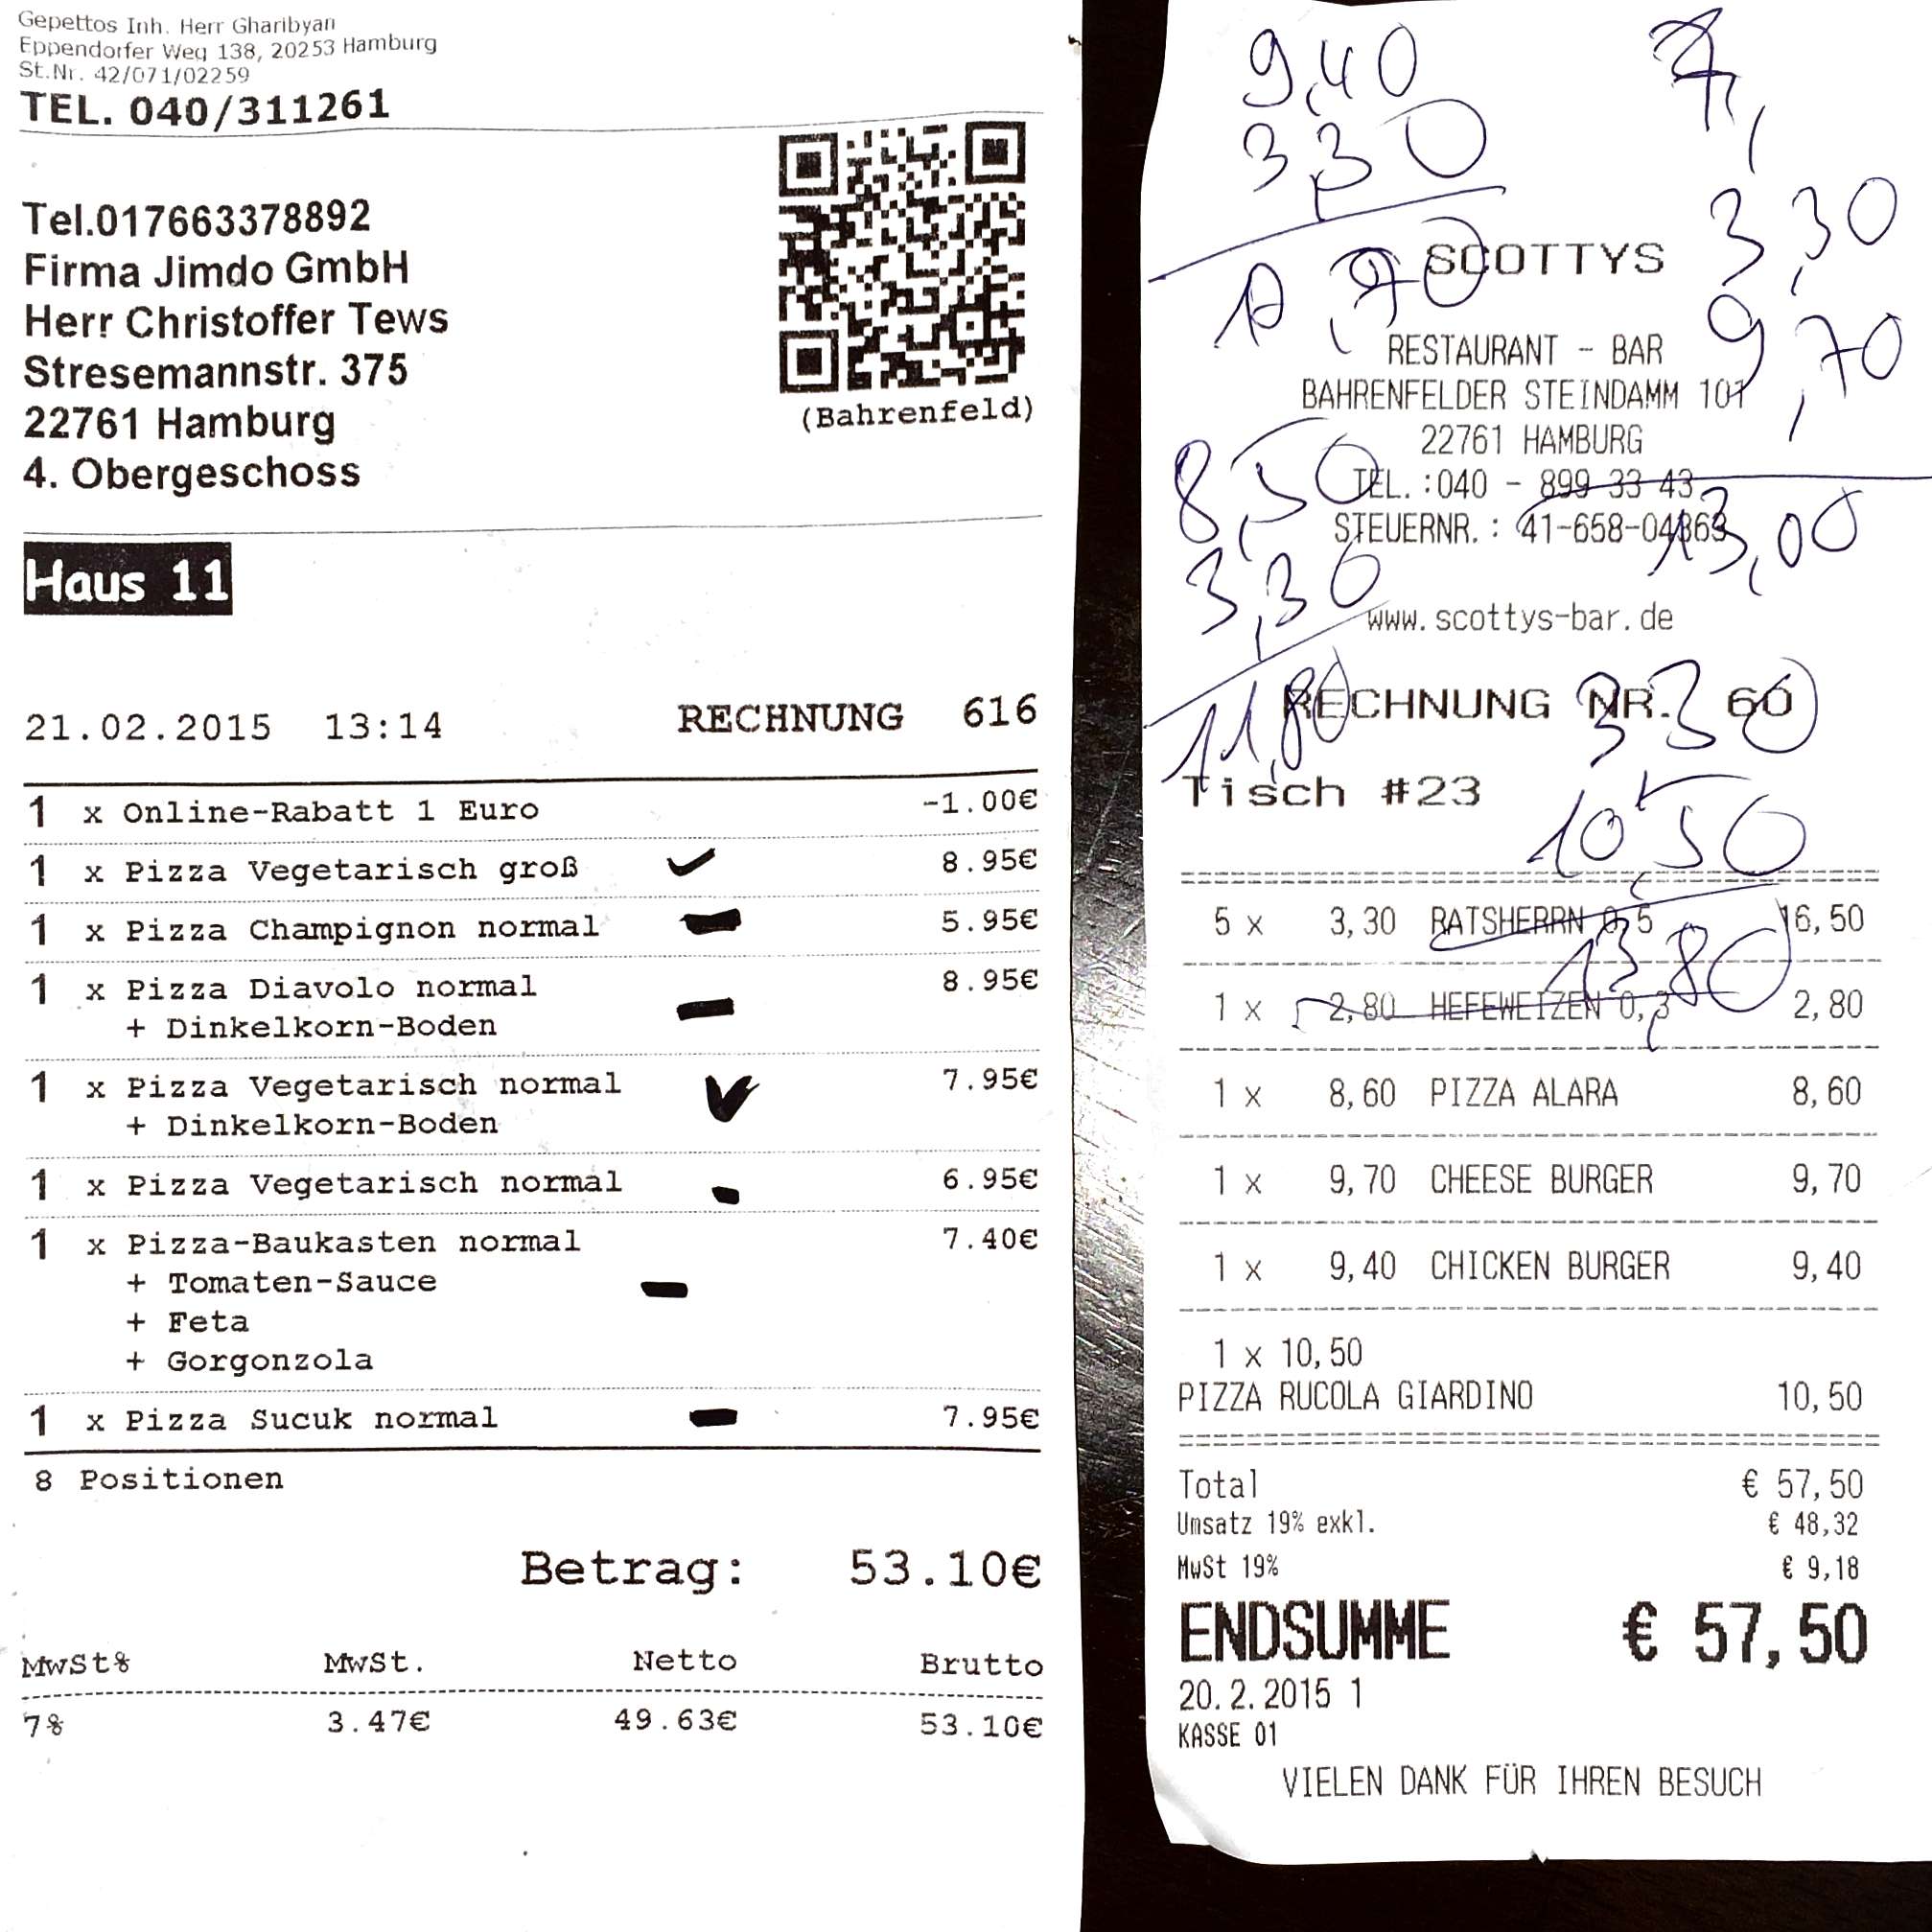 Gepettos Inh. Herr Gharibyan
Eppendorfer Weg 138, 20253 Hamburg
St.Nr. 42/071/02259
TEL. 040/311261
Tel.017663378892
Firma Jimdo GmbH
Herr Christoffer Tews
Stresemannstr. 375
22761 Hamburg
4. Obergeschoss
(Bahrenfeld)
Haus 11
21.02.2015 13:14 RECHNUNG 616
1 x Online-Rabatt 1 Euro -1.00€
1 x Pizza Vegetarisch groß 8.95€
1 x Pizza Champignon normal 5.95€
1 x Pizza Diavolo normal 8.95€
+ Dinkelkorn-Boden
1 x Pizza Vegetarisch normal 7.95€
+ Dinkelkorn-Boden
1 x Pizza Vegetarisch normal 6.95€
1 x Pizza-Baukasten normal 7.40€
+ Tomaten-Sauce
+ Feta
+ Gorgonzola
1 x Pizza Sucuk normal 7.95€
8 Positionen
Betrag: 53.10€
MwSt% MwSt. Netto Brutto
7% 3.47€ 49.63€ 53.10€
9,40
3,30
3,30
9,70
13,00
8,50
3,30
11,80
3,30
10,50
13,80
SCOTTYS
RESTAURANT - BAR
BAHRENFELDER STEINDAMM 101
22761 HAMBURG
TEL.:040 - 899 33 43
STEUERNR.: 41-658-04363
www.scottys-bar.de
RECHNUNG NR. 60
Tisch #23
5 x 3,30 RATSHERRN 0,5 16,50
1 x 2,80 HEFEWEIZEN 0,3 2,80
1 x 8,60 PIZZA ALARA 8,60
1 x 9,70 CHEESE BURGER 9,70
1 x 9,40 CHICKEN BURGER 9,40
1 x 10,50
PIZZA RUCOLA GIARDINO 10,50
Total € 57,50
Umsatz 19% exkl. € 48,32
MwSt 19% € 9,18
ENDSUMME € 57,50
20.2.2015 1
KASSE 01
VIELEN DANK FÜR IHREN BESUCH